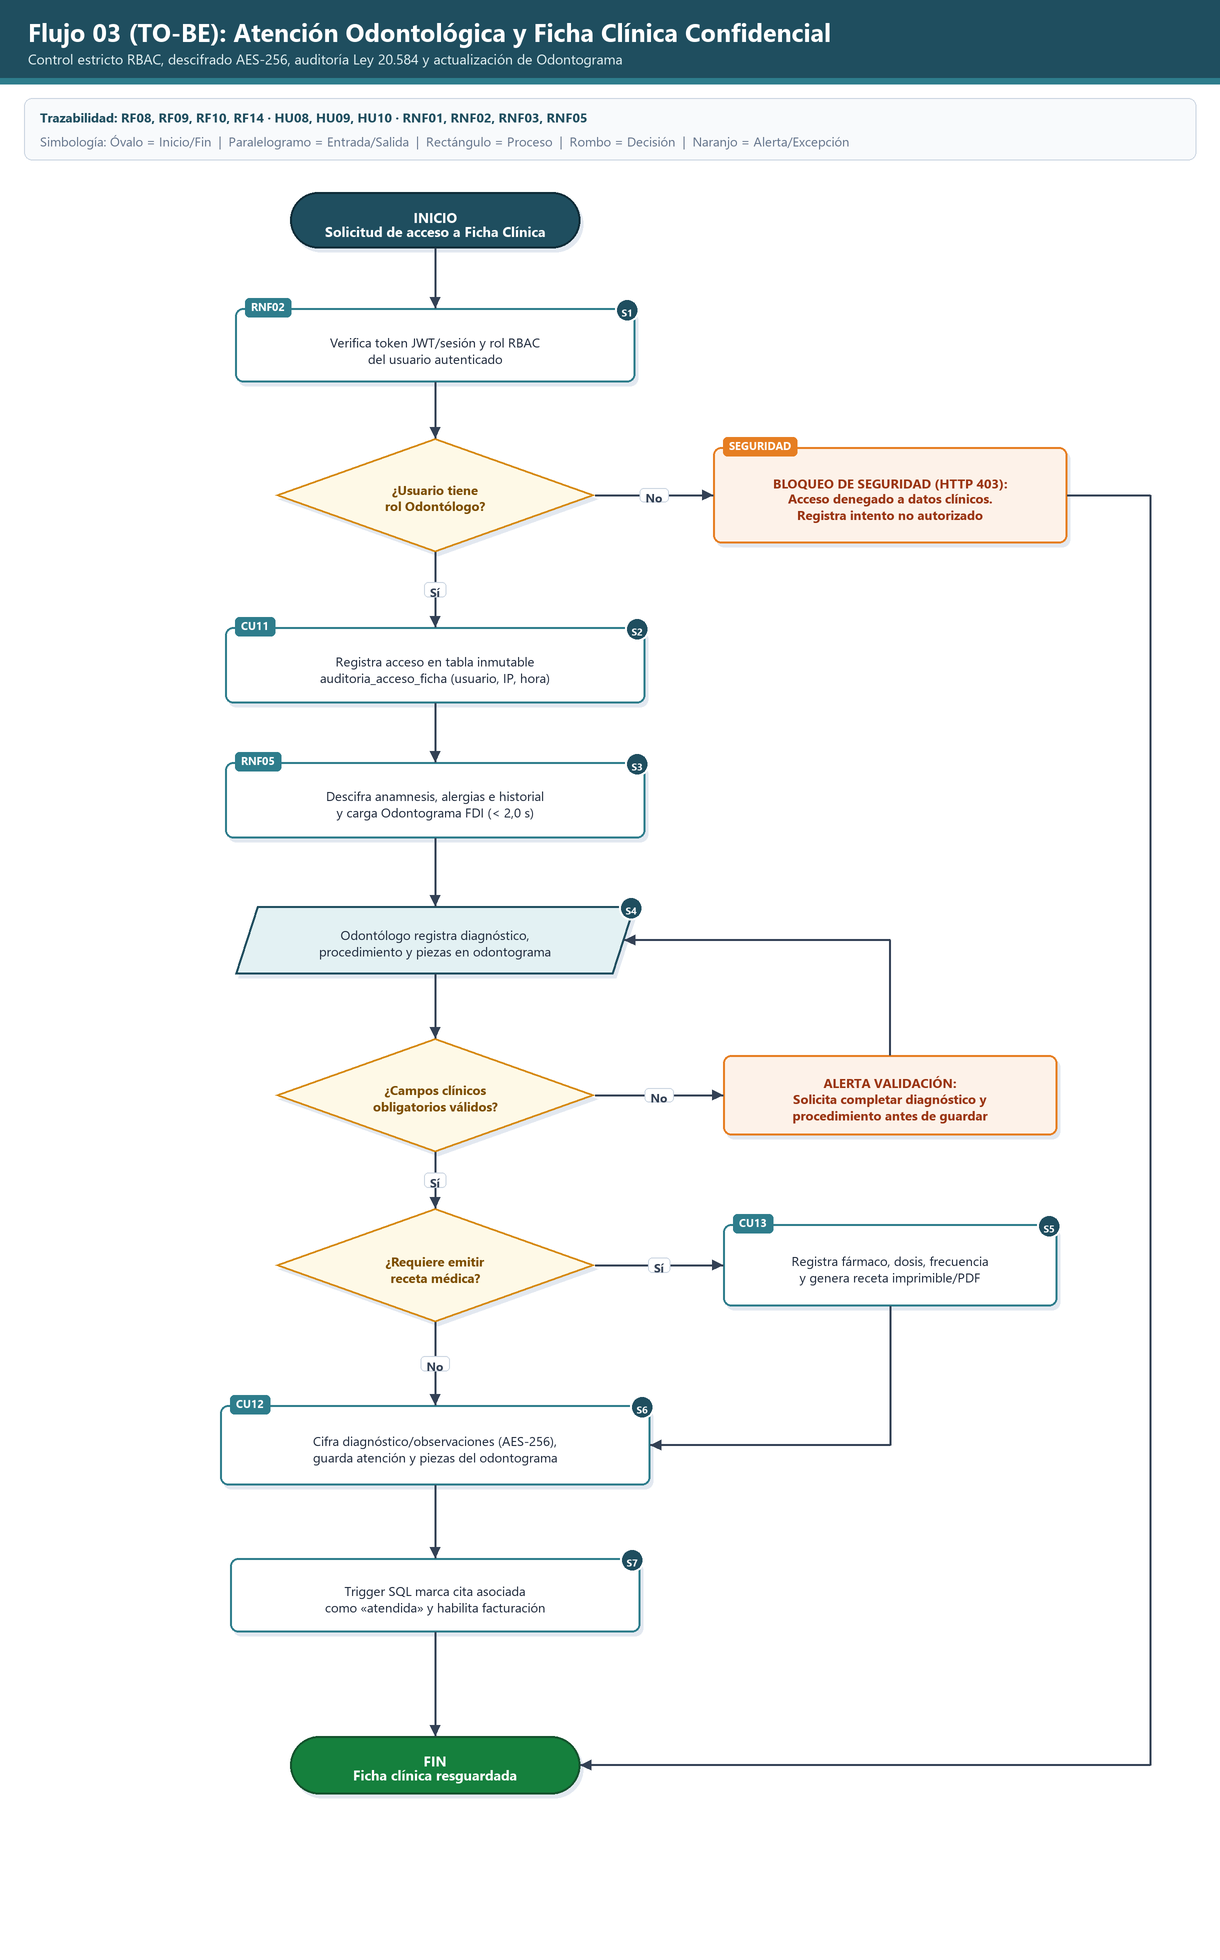 Flujo 03 (TO-BE): Atención Odontológica y Ficha Clínica Confidencial
Control estricto RBAC, descifrado AES-256, auditoría Ley 20.584 y actualización de Odontograma
Trazabilidad: RF08, RF09, RF10, RF14 · HU08, HU09, HU10 · RNF01, RNF02, RNF03, RNF05
Simbología: Óvalo = Inicio/Fin | Paralelogramo = Entrada/Salida | Rectángulo = Proceso | Rombo = Decisión | Naranjo = Alerta/Excepción
INICIO
Solicitud de acceso a Ficha Clínica
RNF02
S1
Verifica token JWT/sesión y rol RBAC
del usuario autenticado
¿Usuario tiene
rol Odontólogo?
No
SEGURIDAD
BLOQUEO DE SEGURIDAD (HTTP 403):
Acceso denegado a datos clínicos.
Registra intento no autorizado
Sí
CU11
S2
Registra acceso en tabla inmutable
auditoria_acceso_ficha (usuario, IP, hora)
RNF05
S3
Descifra anamnesis, alergias e historial
y carga Odontograma FDI (< 2,0 s)
S4
Odontólogo registra diagnóstico,
procedimiento y piezas en odontograma
¿Campos clínicos
obligatorios válidos?
No
ALERTA VALIDACIÓN:
Solicita completar diagnóstico y
procedimiento antes de guardar
Sí
¿Requiere emitir
receta médica?
Sí
CU13
S5
Registra fármaco, dosis, frecuencia
y genera receta imprimible/PDF
No
CU12
S6
Cifra diagnóstico/observaciones (AES-256),
guarda atención y piezas del odontograma
S7
Trigger SQL marca cita asociada
como «atendida» y habilita facturación
FIN
Ficha clínica resguardada